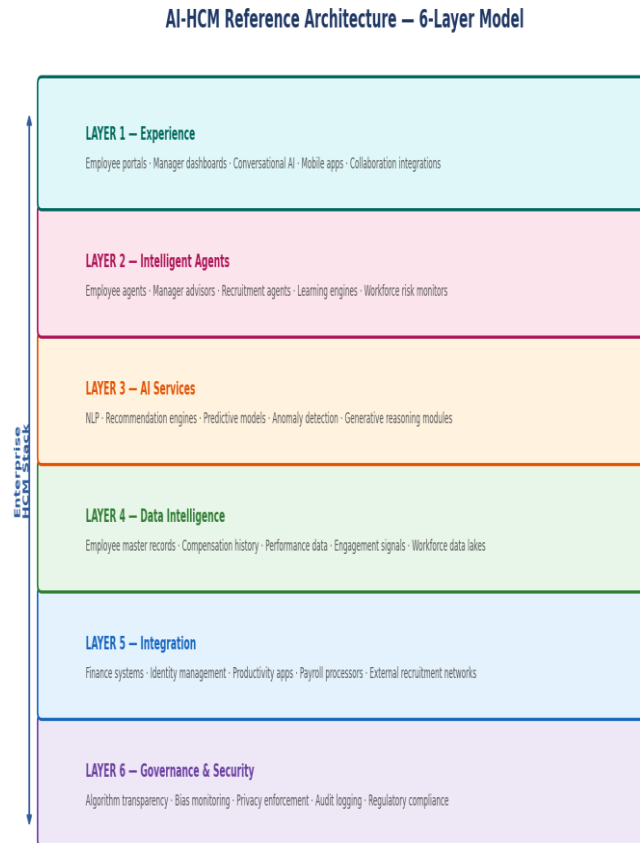 AI-HCM Reference Architecture — 6-Layer Model
LAYER 1 — Experience
Employee portals · Manager dashboards · Conversational AI · Mobile apps · Collaboration integrations
LAYER 2 — Intelligent Agents
Employee agents · Manager advisors · Recruitment agents · Learning engines · Workforce risk monitors
LAYER 3 — AI Services
NLP · Recommendation engines · Predictive models · Anomaly detection · Generative reasoning modules
Enterprise
HCM Stack
LAYER 4 — Data Intelligence
Employee master records · Compensation history · Performance data · Engagement signals · Workforce data lakes
LAYER 5 — Integration
Finance systems · Identity management · Productivity apps · Payroll processors · External recruitment networks
LAYER 6 — Governance & Security
Algorithm transparency · Bias monitoring · Privacy enforcement · Audit logging · Regulatory compliance